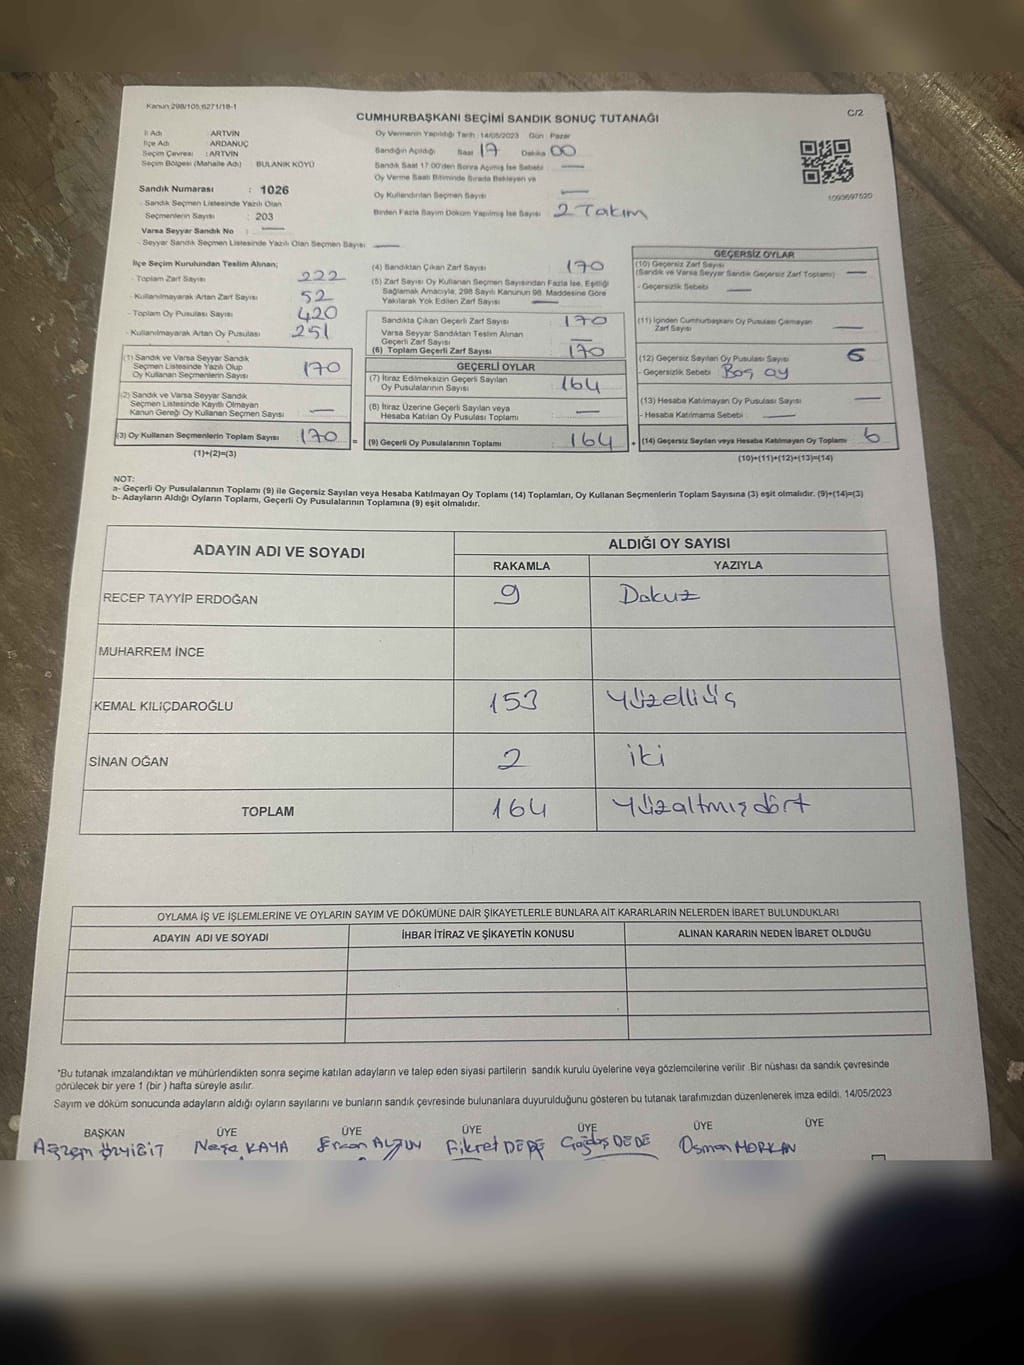 Kanun 298/105;6271/18-1
C/2
CUMHURBAŞKANI SEÇİMİ SANDIK SONUÇ TUTANAĞI
İl Adı : ARTVİN
İlçe Adı : ARDANUÇ
Seçim Çevresi : ARTVİN
Seçim Bölgesi (Mahalle Adı) : BULANIK KÖYÜ
Sandık Numarası : 1026
- Sandık Seçmen Listesinde Yazılı Olan
Seçmenlerin Sayısı : 203
Varsa Seyyar Sandık No : —
- Seyyar Sandık Seçmen Listesinde Yazılı Olan Seçmen Sayısı : —
Oy Vermenin Yapıldığı Tarih : 14/05/2023 Gün : Pazar
Sandığın Açıldığı Saat 17 Dakika 00
Sandık Saat 17:00'den Sonra Açılmış İse Sebebi : —
Oy Verme Saati Bitiminde Sırada Bekleyen ve
Oy Kullandırılan Seçmen Sayısı : —
Birden Fazla Sayım Döküm Yapılmış İse Sayısı : 2 Takım
1093697520
İlçe Seçim Kurulundan Teslim Alınan;
- Toplam Zarf Sayısı : 222
- Kullanılmayarak Artan Zarf Sayısı : 52
- Toplam Oy Pusulası Sayısı : 420
- Kullanılmayarak Artan Oy Pusulası : 251
(1) Sandık ve Varsa Seyyar Sandık
Seçmen Listesinde Yazılı Olup
Oy Kullanan Seçmenlerin Sayısı : 170
(2) Sandık ve Varsa Seyyar Sandık
Seçmen Listesinde Kayıtlı Olmayan
Kanun Gereği Oy Kullanan Seçmen Sayısı : —
(3) Oy Kullanan Seçmenlerin Toplam Sayısı : 170
(1)+(2)=(3)
(4) Sandıktan Çıkan Zarf Sayısı : 170
(5) Zarf Sayısı Oy Kullanan Seçmen Sayısından Fazla İse, Eşitliği
Sağlamak Amacıyla, 298 Sayılı Kanunun 98. Maddesine Göre
Yakılarak Yok Edilen Zarf Sayısı : —
Sandıkta Çıkan Geçerli Zarf Sayısı : 170
Varsa Seyyar Sandıktan Teslim Alınan
Geçerli Zarf Sayısı : —
(6) Toplam Geçerli Zarf Sayısı : 170
GEÇERLİ OYLAR
(7) İtiraz Edilmeksizin Geçerli Sayılan
Oy Pusulalarının Sayısı : 164
(8) İtiraz Üzerine Geçerli Sayılan veya
Hesaba Katılan Oy Pusulası Toplamı : —
= (9) Geçerli Oy Pusulalarının Toplamı : 164
GEÇERSİZ OYLAR
(10) Geçersiz Zarf Sayısı
(Sandık ve Varsa Seyyar Sandık Geçersiz Zarf Toplamı) : —
- Geçersizlik Sebebi : —
(11) İçinden Cumhurbaşkanı Oy Pusulası Çıkmayan
Zarf Sayısı : —
(12) Geçersiz Sayılan Oy Pusulası Sayısı : 6
- Geçersizlik Sebebi : Boş oy
(13) Hesaba Katılmayan Oy Pusulası Sayısı : —
- Hesaba Katılmama Sebebi : —
+ (14) Geçersiz Sayılan veya Hesaba Katılmayan Oy Toplamı : 6
(10)+(11)+(12)+(13)=(14)
NOT:
a- Geçerli Oy Pusulalarının Toplamı (9) ile Geçersiz Sayılan veya Hesaba Katılmayan Oy Toplamı (14) Toplamları, Oy Kullanan Seçmenlerin Toplam Sayısına (3) eşit olmalıdır. (9)+(14)=(3)
b- Adayların Aldığı Oyların Toplamı, Geçerli Oy Pusulalarının Toplamına (9) eşit olmalıdır.
ADAYIN ADI VE SOYADI
ALDIĞI OY SAYISI
RAKAMLA YAZIYLA
RECEP TAYYİP ERDOĞAN 9 Dokuz
MUHARREM İNCE
KEMAL KILIÇDAROĞLU 153 Yüzelliüç
SİNAN OĞAN 2 iki
TOPLAM 164 Yüzaltmışdört
OYLAMA İŞ VE İŞLEMLERİNE VE OYLARIN SAYIM VE DÖKÜMÜNE DAİR ŞİKAYETLERLE BUNLARA AİT KARARLARIN NELERDEN İBARET BULUNDUKLARI
ADAYIN ADI VE SOYADI İHBAR İTİRAZ VE ŞİKAYETİN KONUSU ALINAN KARARIN NEDEN İBARET OLDUĞU
*Bu tutanak imzalandıktan ve mühürlendikten sonra seçime katılan adayların ve talep eden siyasi partilerin sandık kurulu üyelerine veya gözlemcilerine verilir. Bir nüshası da sandık çevresinde
görülecek bir yere 1 (bir) hafta süreyle asılır.
Sayım ve döküm sonucunda adayların aldığı oyların sayılarını ve bunların sandık çevresinde bulunanlara duyurulduğunu gösteren bu tutanak tarafımızdan düzenlenerek imza edildi. 14/05/2023
BAŞKAN ÜYE ÜYE ÜYE ÜYE ÜYE ÜYE
Neşe KAYA Ercan Fikret DEDE Çağdaş DEDE Osman